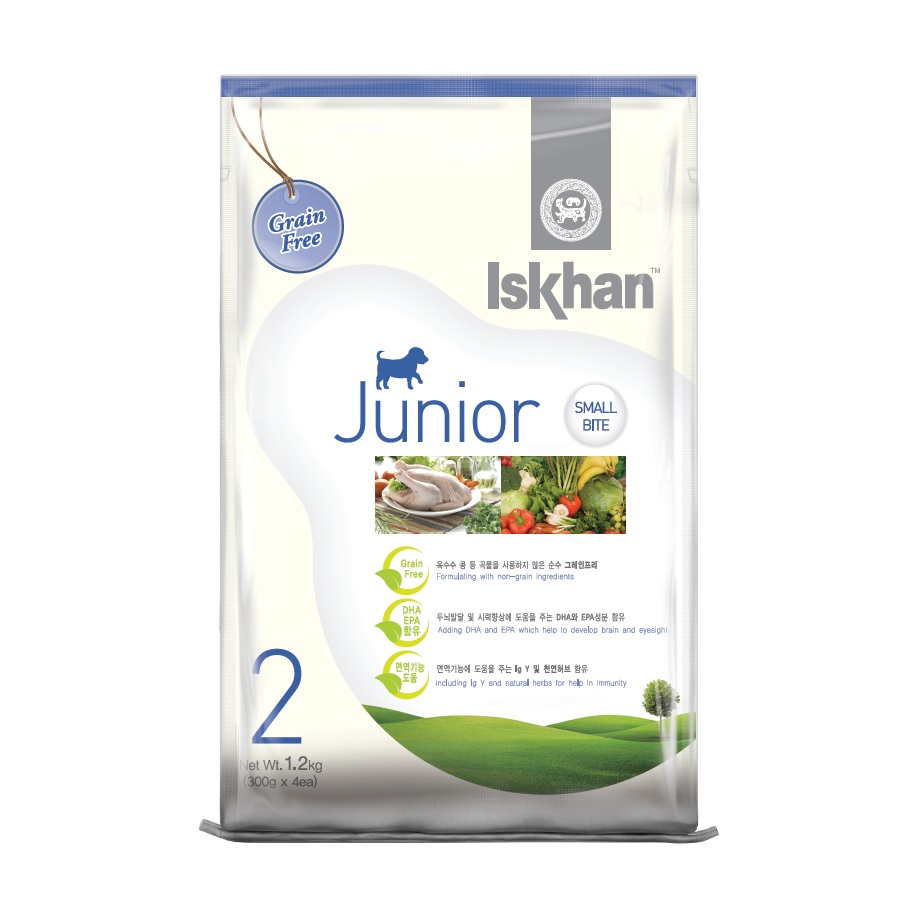 Grain
Free
Iskhan™
Junior
SMALL
BITE
Grain
Free
옥수수 콩 등 곡물을 사용하지 않은 순수 그레인프리
Formulating with non-grain ingredients
DHA
EPA
함유
두뇌발달 및 시력향상에 도움을 주는 DHA와 EPA성분 함유
Adding DHA and EPA which help to develop brain and eyesight
면역기능
도움
면역기능에 도움을 주는 Ig Y 및 천연허브 함유
including Ig Y and natural herbs for help in immunity
2
Net Wt. 1.2kg
(300g x 4ea)